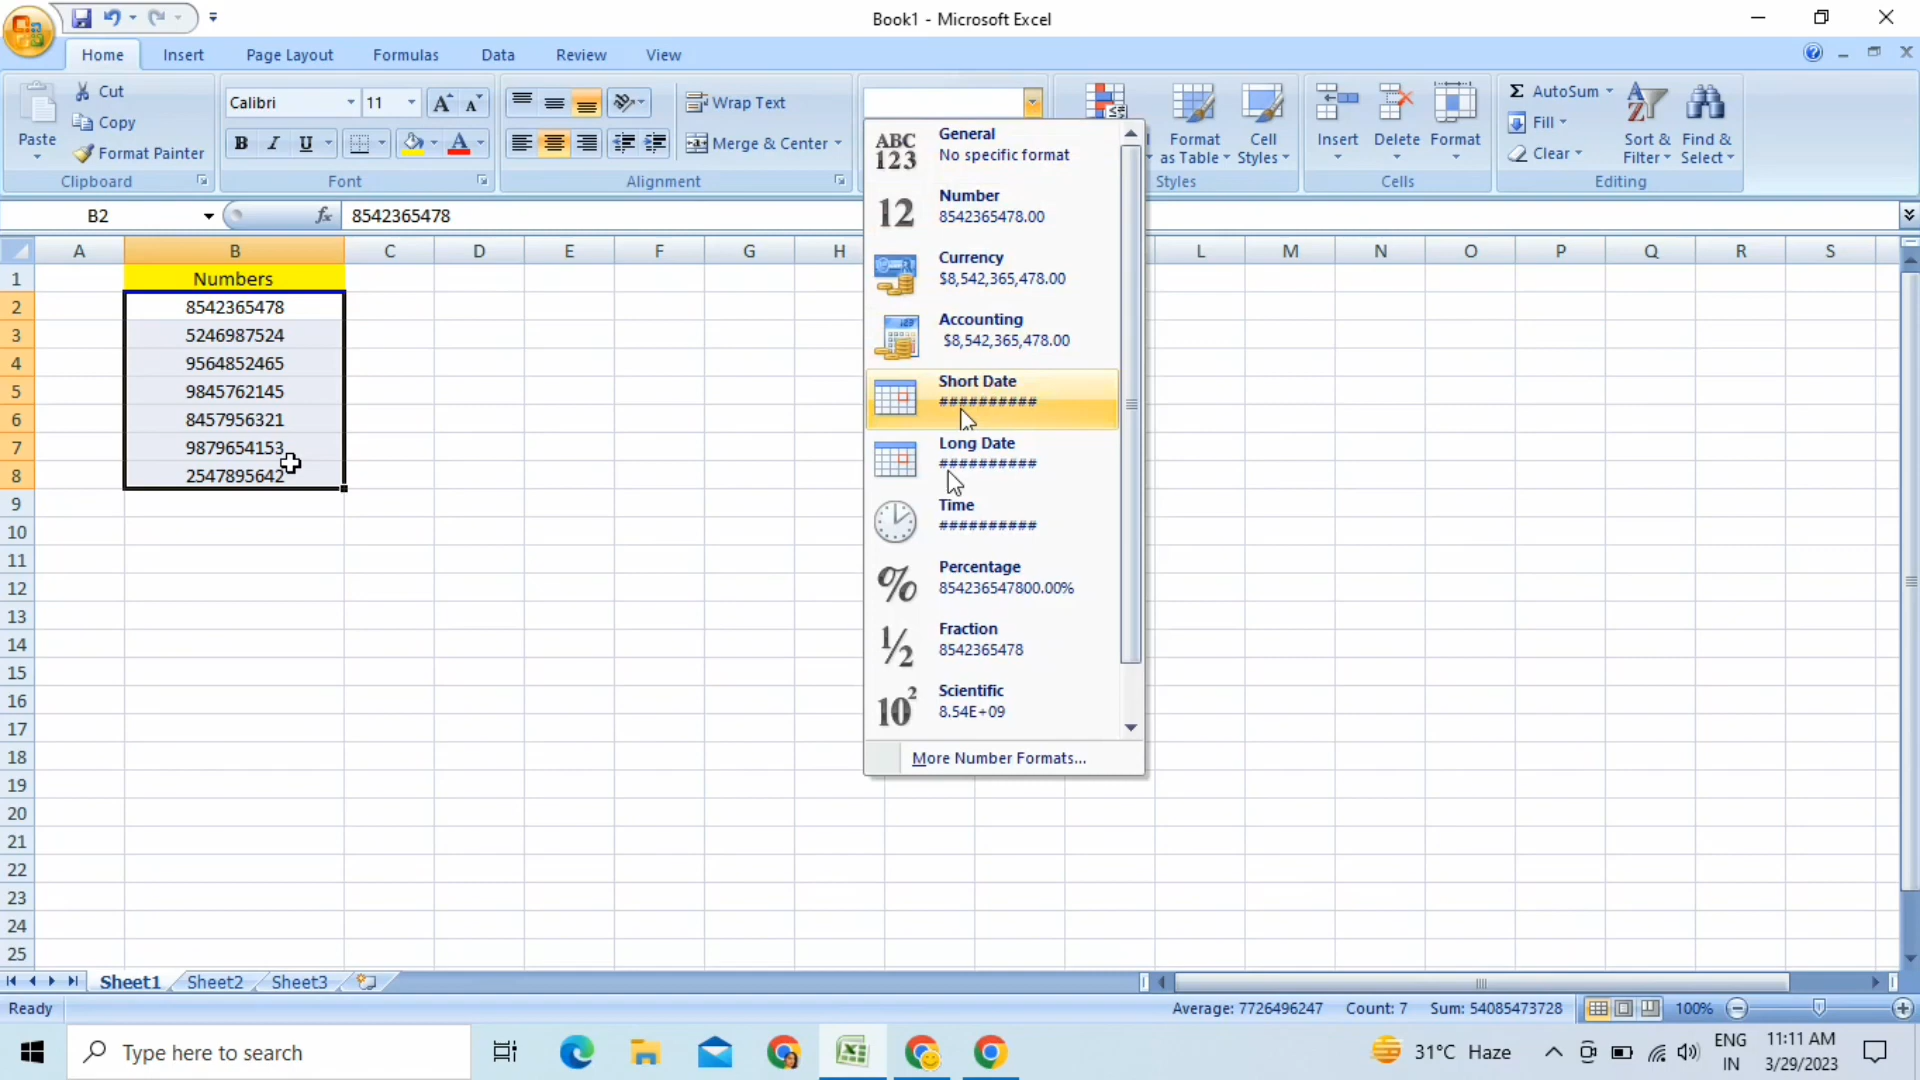 Book1 - Microsoft Excel
Home Insert Page Layout Formulas Data Review View
Paste
Cut
Copy
Format Painter
Clipboard
Calibri 11
B I U
Font
Wrap Text
Merge & Center
Alignment
Format as Table
Cell Styles
Styles
Insert Delete Format
Cells
Σ AutoSum
Fill
Clear
Sort & Filter
Find & Select
Editing
B2 fx 8542365478
A B C D E F G H L M N O P Q R S
1 Numbers
2 8542365478
3 5246987524
4 9564852465
5 9845762145
6 8457956321
7 9879654153
8 2547895642
9
10
11
12
13
14
15
16
17
18
19
20
21
22
23
24
25
ABC 123 General
No specific format
12 Number
8542365478.00
Currency
$8,542,365,478.00
Accounting
$8,542,365,478.00
Short Date
##########
Long Date
##########
Time
##########
% Percentage
854236547800.00%
½ Fraction
8542365478
10² Scientific
8.54E+09
More Number Formats...
Sheet1 Sheet2 Sheet3
Ready Average: 7726496247 Count: 7 Sum: 54085473728 100%
Type here to search
31°C Haze
ENG
IN
11:11 AM
3/29/2023